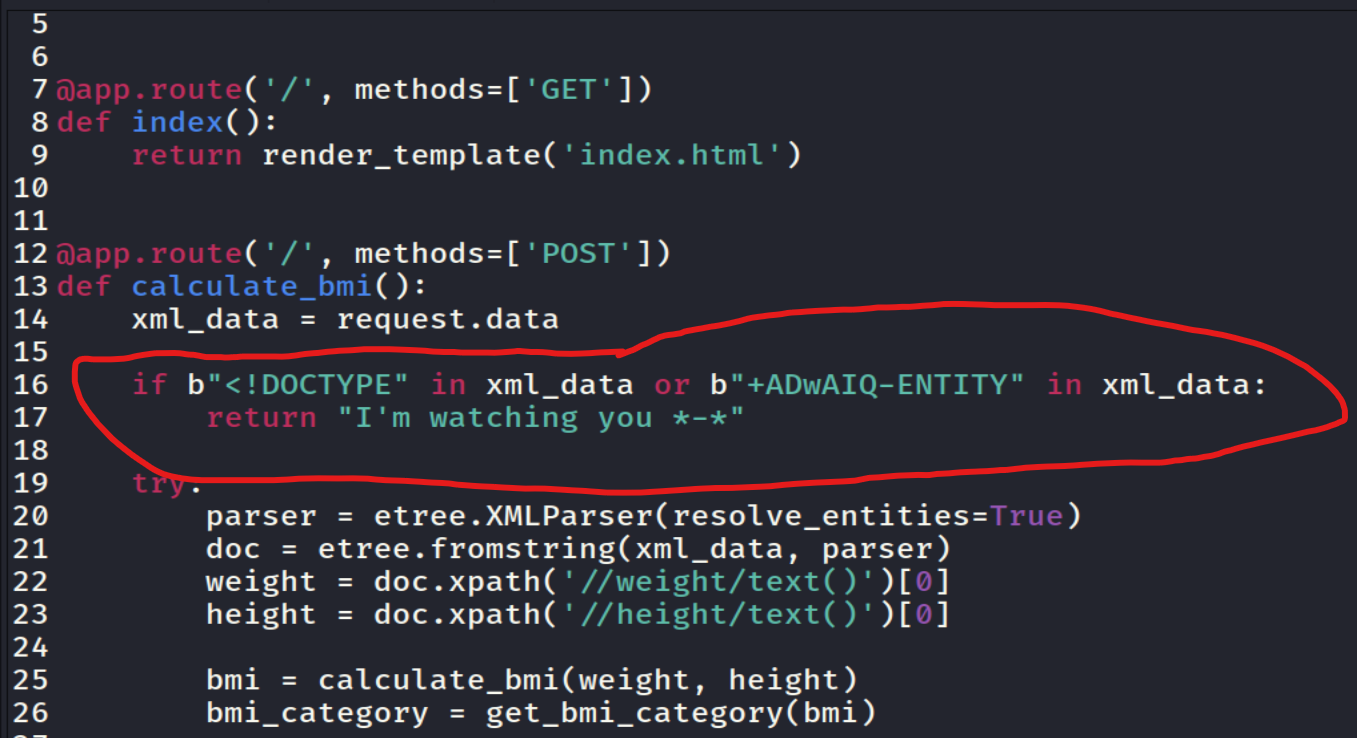 5
6
7 @app.route('/', methods=['GET'])
8 def index():
9     return render_template('index.html')
10
11
12 @app.route('/', methods=['POST'])
13 def calculate_bmi():
14     xml_data = request.data
15
16     if b"<!DOCTYPE" in xml_data or b"+ADwAIQ-ENTITY" in xml_data:
17         return "I'm watching you *-*"
18
19     try:
20         parser = etree.XMLParser(resolve_entities=True)
21         doc = etree.fromstring(xml_data, parser)
22         weight = doc.xpath('//weight/text()')[0]
23         height = doc.xpath('//height/text()')[0]
24
25         bmi = calculate_bmi(weight, height)
26         bmi_category = get_bmi_category(bmi)